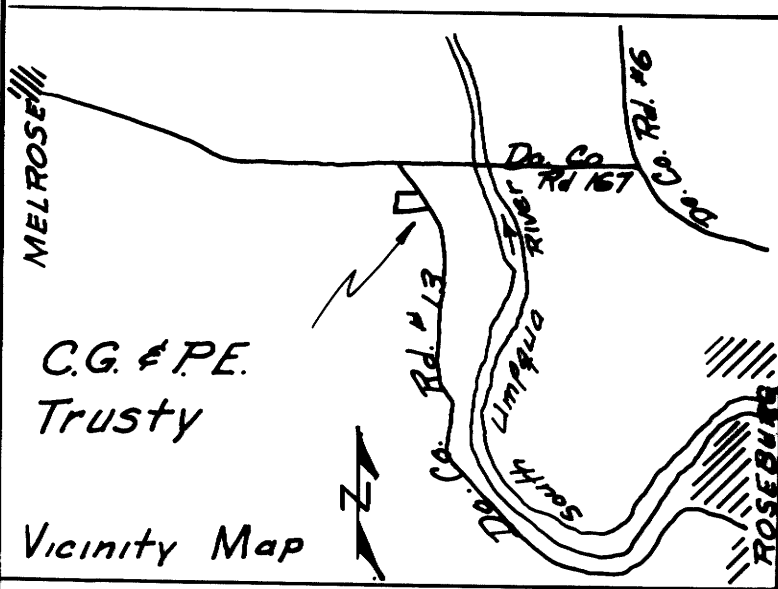 MELROSE
Do. Co. Rd. #6
Do. Co
Rd 167
RIVER
Umpqua
South
Do. Co. Rd. # 13
C.G. & P.E.
Trusty
N
Vicinity Map
ROSEBURG.